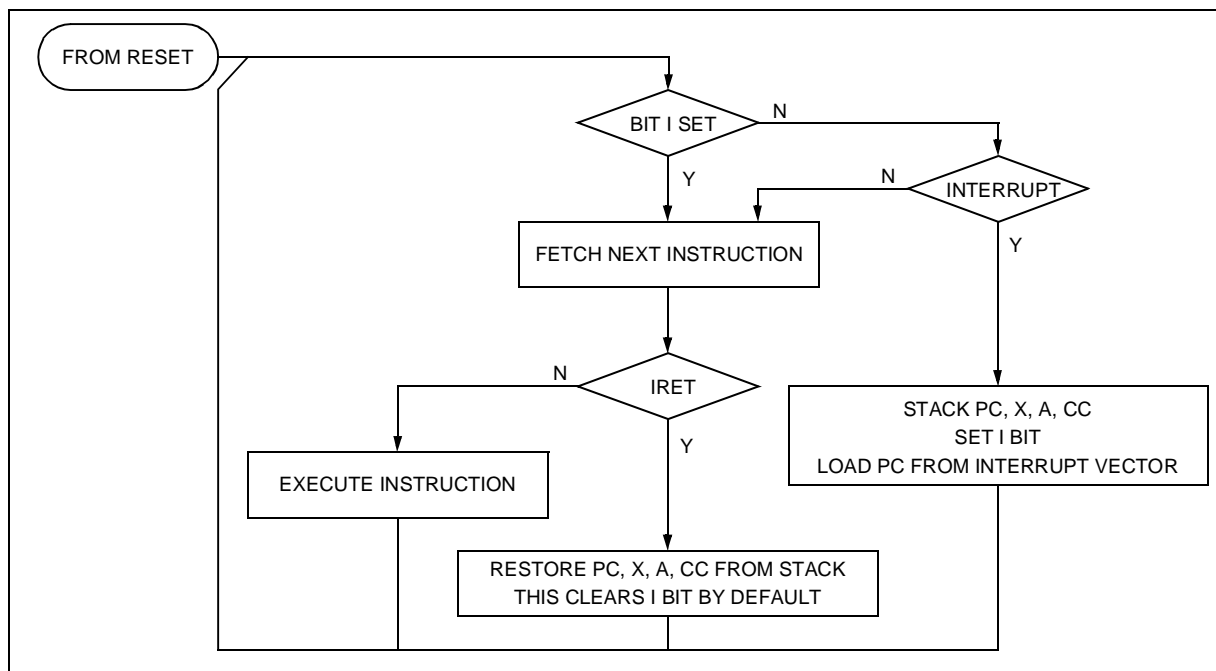 FROM RESET
BIT I SET
N
Y
N
INTERRUPT
Y
FETCH NEXT INSTRUCTION
N
IRET
Y
STACK PC, X, A, CC
SET I BIT
LOAD PC FROM INTERRUPT VECTOR
EXECUTE INSTRUCTION
RESTORE PC, X, A, CC FROM STACK
THIS CLEARS I BIT BY DEFAULT